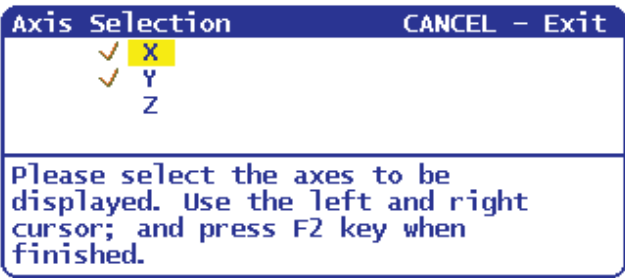 Axis Selection CANCEL – Exit
✓ X
✓ Y
Z
Please select the axes to be
displayed. Use the left and right
cursor; and press F2 key when
finished.